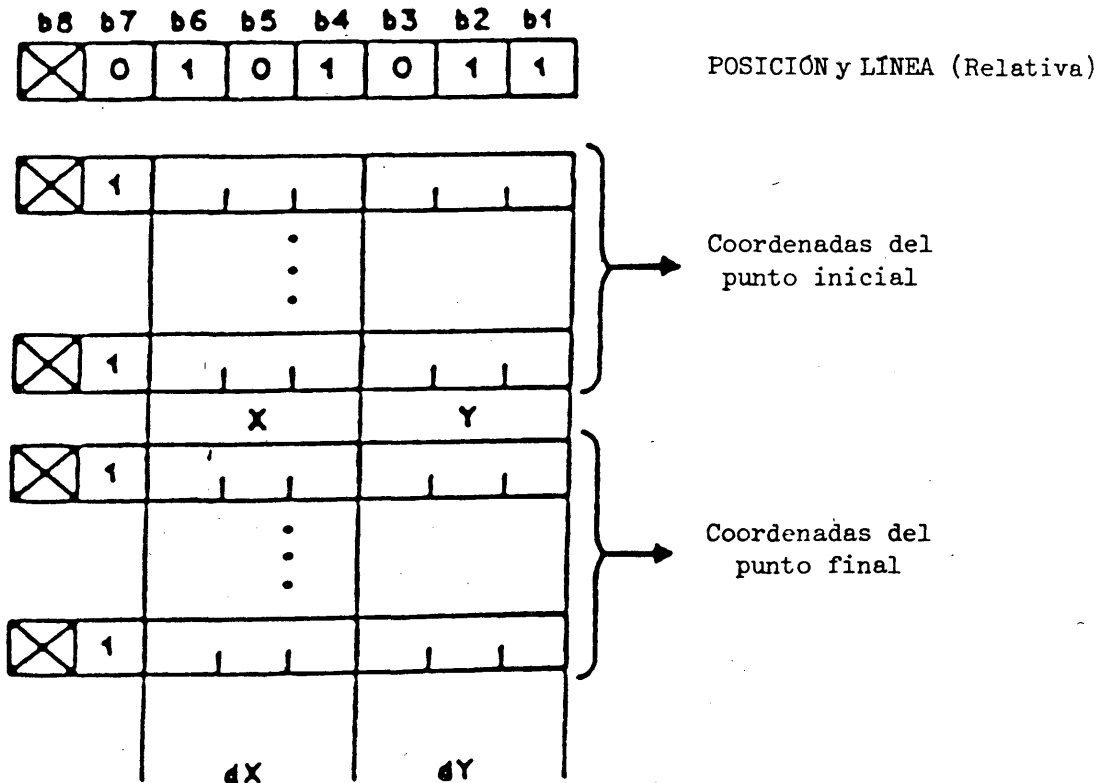 b8 b7 b6 b5 b4 b3 b2 b1
0 1 0 1 0 1 1
POSICIÓN y LÍNEA (Relativa)
1
Coordenadas del
punto inicial
1
X Y
1
Coordenadas del
punto final
1
dX dY